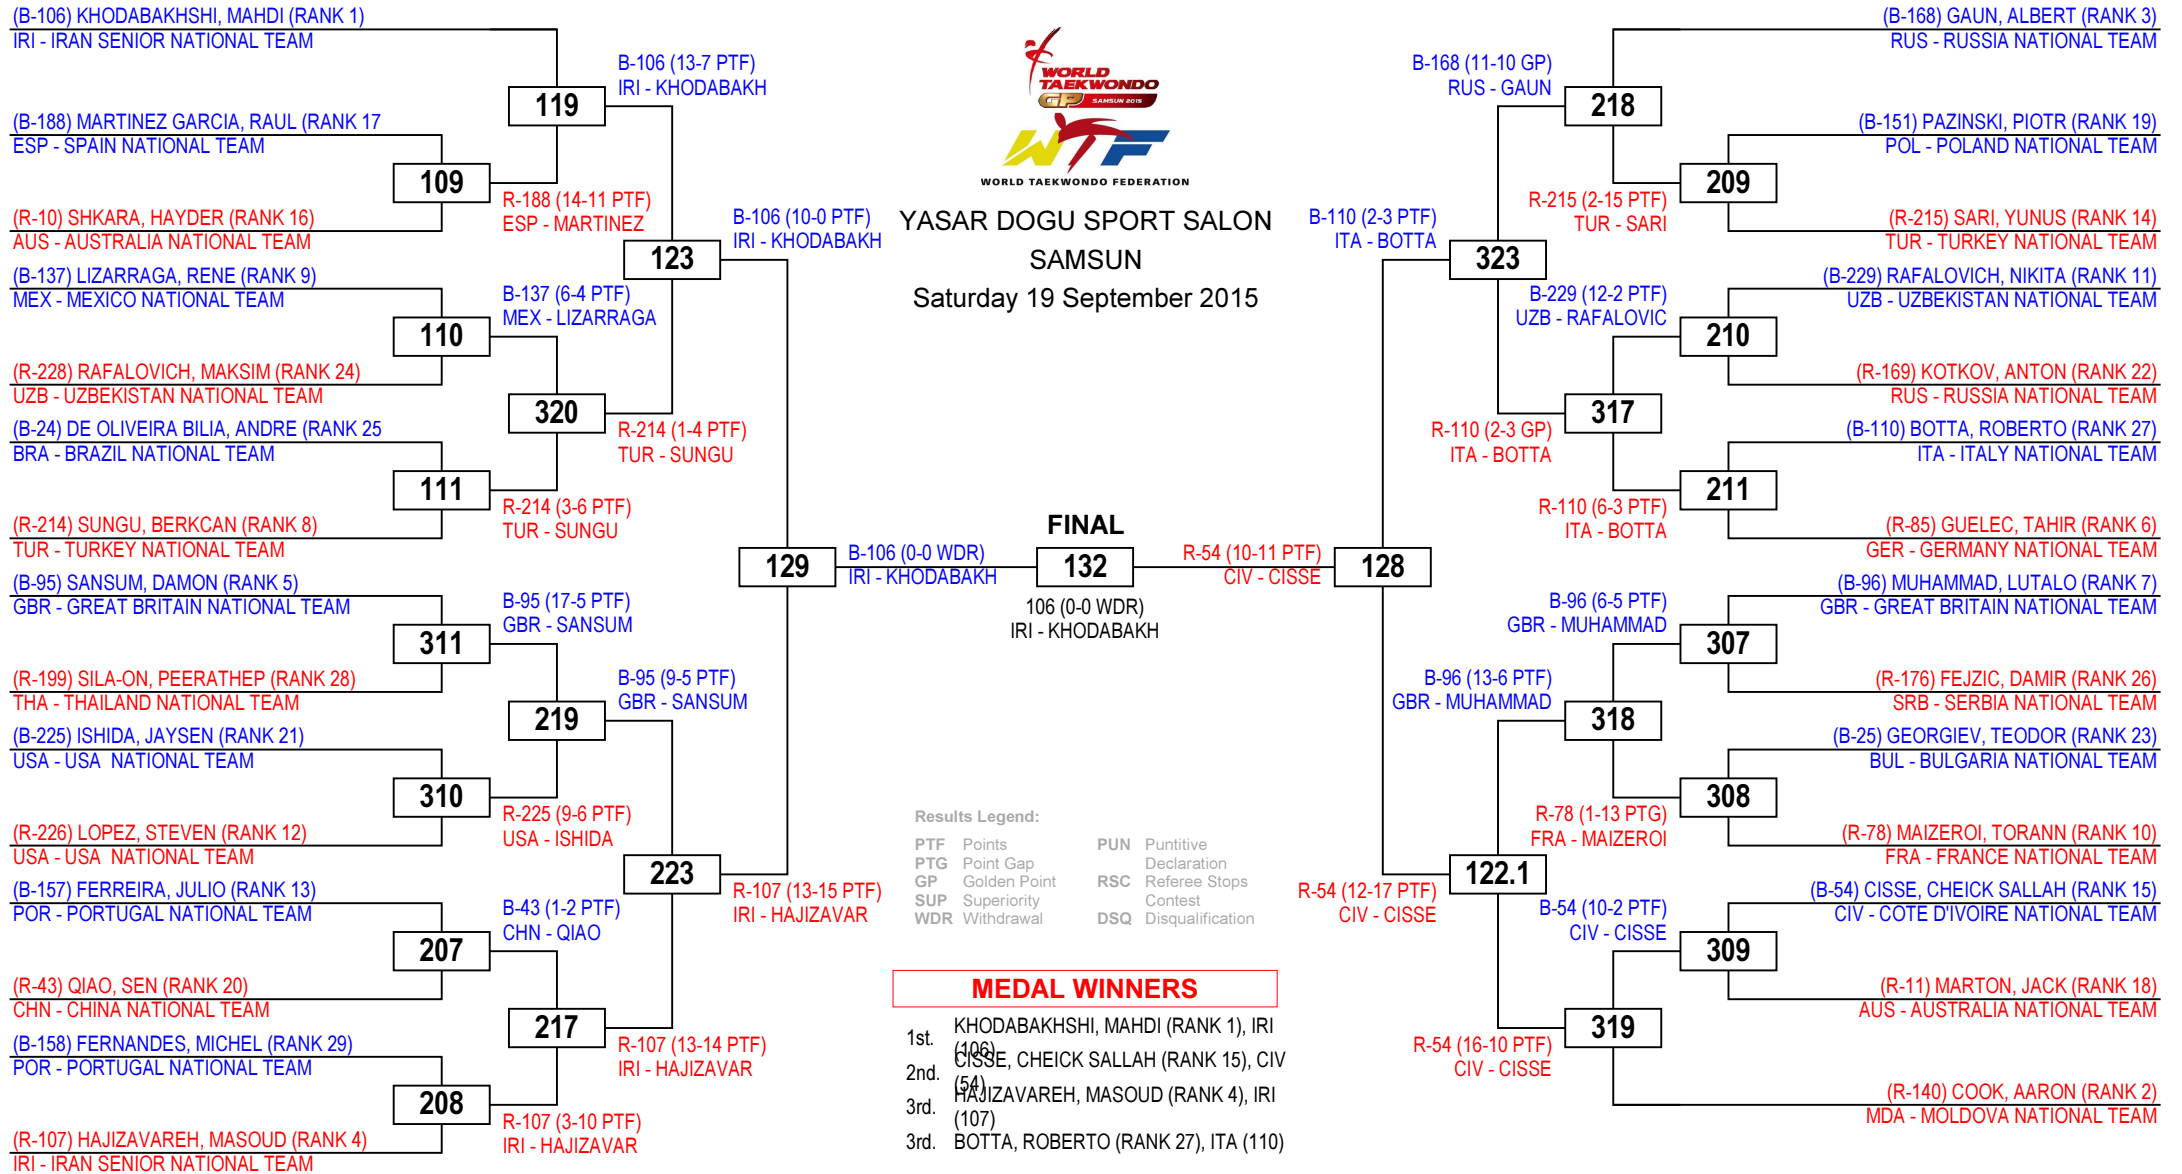 (B-106) KHODABAKHSHI, MAHDI (RANK 1)
IRI - IRAN SENIOR NATIONAL TEAM
(B-188) MARTINEZ GARCIA, RAUL (RANK 17
ESP - SPAIN NATIONAL TEAM
(R-10) SHKARA, HAYDER (RANK 16)
AUS - AUSTRALIA NATIONAL TEAM
(B-137) LIZARRAGA, RENE (RANK 9)
MEX - MEXICO NATIONAL TEAM
(R-228) RAFALOVICH, MAKSIM (RANK 24)
UZB - UZBEKISTAN NATIONAL TEAM
(B-24) DE OLIVEIRA BILIA, ANDRE (RANK 25
BRA - BRAZIL NATIONAL TEAM
(R-214) SUNGU, BERKCAN (RANK 8)
TUR - TURKEY NATIONAL TEAM
(B-95) SANSUM, DAMON (RANK 5)
GBR - GREAT BRITAIN NATIONAL TEAM
(R-199) SILA-ON, PEERATHEP (RANK 28)
THA - THAILAND NATIONAL TEAM
(B-225) ISHIDA, JAYSEN (RANK 21)
USA - USA  NATIONAL TEAM
(R-226) LOPEZ, STEVEN (RANK 12)
USA - USA  NATIONAL TEAM
(B-157) FERREIRA, JULIO (RANK 13)
POR - PORTUGAL NATIONAL TEAM
(R-43) QIAO, SEN (RANK 20)
CHN - CHINA NATIONAL TEAM
(B-158) FERNANDES, MICHEL (RANK 29)
POR - PORTUGAL NATIONAL TEAM
(R-107) HAJIZAVAREH, MASOUD (RANK 4)
IRI - IRAN SENIOR NATIONAL TEAM
109
110
111
311
310
207
208
R-188 (14-11 PTF)
ESP - MARTINEZ
B-137 (6-4 PTF)
MEX - LIZARRAGA
R-214 (3-6 PTF)
TUR - SUNGU
B-95 (17-5 PTF)
GBR - SANSUM
R-225 (9-6 PTF)
USA - ISHIDA
B-43 (1-2 PTF)
CHN - QIAO
R-107 (3-10 PTF)
IRI - HAJIZAVAR
119
320
219
217
B-106 (13-7 PTF)
IRI - KHODABAKH
R-214 (1-4 PTF)
TUR - SUNGU
B-95 (9-5 PTF)
GBR - SANSUM
R-107 (13-14 PTF)
IRI - HAJIZAVAR
123
223
B-106 (10-0 PTF)
IRI - KHODABAKH
R-107 (13-15 PTF)
IRI - HAJIZAVAR
129
B-106 (0-0 WDR)
IRI - KHODABAKH
WORLD
TAEKWONDO
GP SAMSUN 2015
WTF
WORLD TAEKWONDO FEDERATION
YASAR DOGU SPORT SALON
SAMSUN
Saturday 19 September 2015
FINAL
132
106 (0-0 WDR)
IRI - KHODABAKH
Results Legend:
PTF Points
PTG Point Gap
GP Golden Point
SUP Superiority
WDR Withdrawal
PUN Puntitive
Declaration
RSC Referee Stops
Contest
DSQ Disqualification
MEDAL WINNERS
1st. KHODABAKHSHI, MAHDI (RANK 1), IRI
(106)
2nd. CISSE, CHEICK SALLAH (RANK 15), CIV
(54)
3rd. HAJIZAVAREH, MASOUD (RANK 4), IRI
(107)
3rd. BOTTA, ROBERTO (RANK 27), ITA (110)
R-54 (10-11 PTF)
CIV - CISSE
128
B-110 (2-3 PTF)
ITA - BOTTA
R-54 (12-17 PTF)
CIV - CISSE
323
122.1
B-168 (11-10 GP)
RUS - GAUN
R-110 (2-3 GP)
ITA - BOTTA
B-96 (13-6 PTF)
GBR - MUHAMMAD
R-54 (16-10 PTF)
CIV - CISSE
218
317
318
319
R-215 (2-15 PTF)
TUR - SARI
B-229 (12-2 PTF)
UZB - RAFALOVIC
R-110 (6-3 PTF)
ITA - BOTTA
B-96 (6-5 PTF)
GBR - MUHAMMAD
R-78 (1-13 PTG)
FRA - MAIZEROI
B-54 (10-2 PTF)
CIV - CISSE
209
210
211
307
308
309
(B-168) GAUN, ALBERT (RANK 3)
RUS - RUSSIA NATIONAL TEAM
(B-151) PAZINSKI, PIOTR (RANK 19)
POL - POLAND NATIONAL TEAM
(R-215) SARI, YUNUS (RANK 14)
TUR - TURKEY NATIONAL TEAM
(B-229) RAFALOVICH, NIKITA (RANK 11)
UZB - UZBEKISTAN NATIONAL TEAM
(R-169) KOTKOV, ANTON (RANK 22)
RUS - RUSSIA NATIONAL TEAM
(B-110) BOTTA, ROBERTO (RANK 27)
ITA - ITALY NATIONAL TEAM
(R-85) GUELEC, TAHIR (RANK 6)
GER - GERMANY NATIONAL TEAM
(B-96) MUHAMMAD, LUTALO (RANK 7)
GBR - GREAT BRITAIN NATIONAL TEAM
(R-176) FEJZIC, DAMIR (RANK 26)
SRB - SERBIA NATIONAL TEAM
(B-25) GEORGIEV, TEODOR (RANK 23)
BUL - BULGARIA NATIONAL TEAM
(R-78) MAIZEROI, TORANN (RANK 10)
FRA - FRANCE NATIONAL TEAM
(B-54) CISSE, CHEICK SALLAH (RANK 15)
CIV - COTE D'IVOIRE NATIONAL TEAM
(R-11) MARTON, JACK (RANK 18)
AUS - AUSTRALIA NATIONAL TEAM
(R-140) COOK, AARON (RANK 2)
MDA - MOLDOVA NATIONAL TEAM